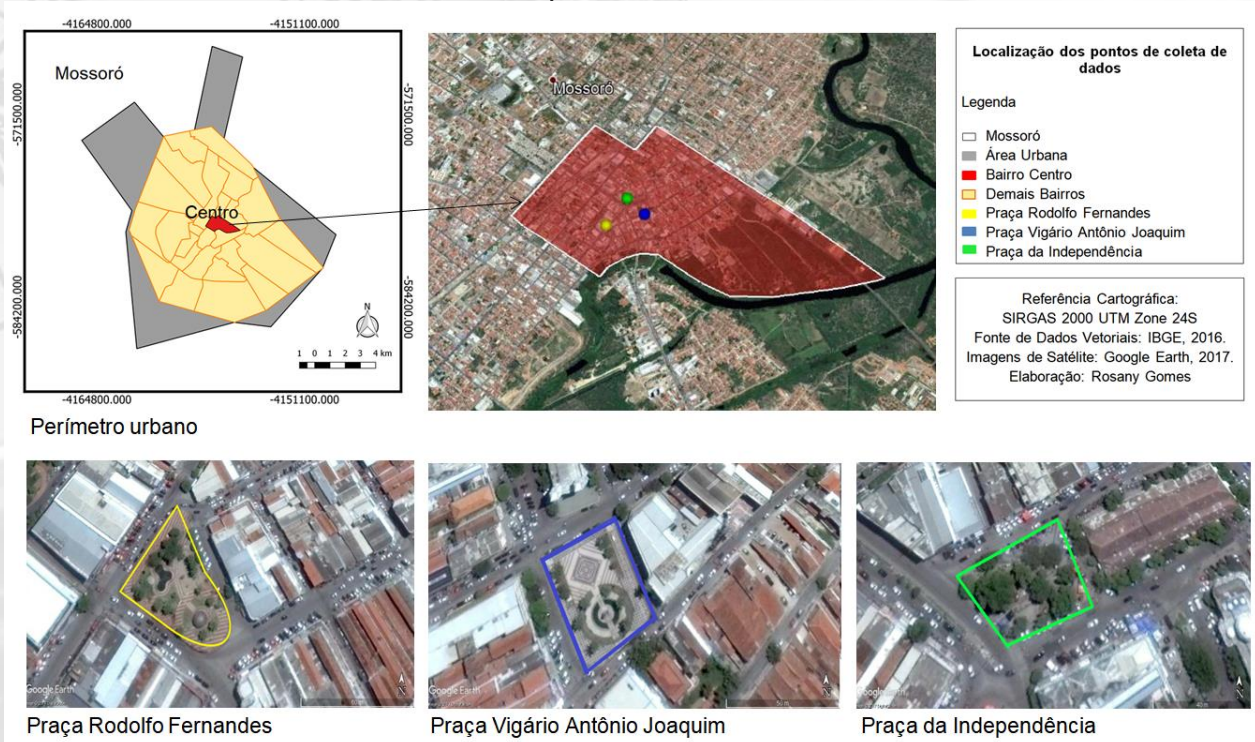 -4164800.000
-4151100.000
Mossoró
-571500.000
-571500.000
Centro
-584200.000
-584200.000
N
1 0 1 2 3 4 km
-4164800.000
-4151100.000
Perímetro urbano
Mossoró
Localização dos pontos de coleta de
dados
Legenda
Mossoró
Área Urbana
Bairro Centro
Demais Bairros
Praça Rodolfo Fernandes
Praça Vigário Antônio Joaquim
Praça da Independência
Referência Cartográfica:
SIRGAS 2000 UTM Zone 24S
Fonte de Dados Vetoriais: IBGE, 2016.
Imagens de Satélite: Google Earth, 2017.
Elaboração: Rosany Gomes
Google Earth
N
Praça Rodolfo Fernandes
Google Earth
N
Praça Vigário Antônio Joaquim
Google Earth
N
Praça da Independência